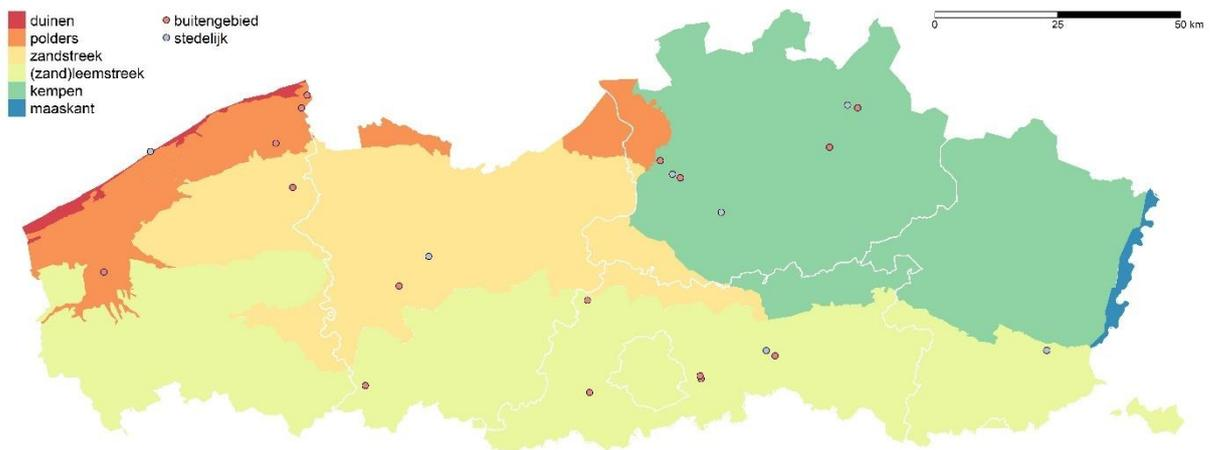 duinen
polders
zandstreek
(zand)leemstreek
kempen
maaskant
buitengebied
stedelijk
0 25 50 km